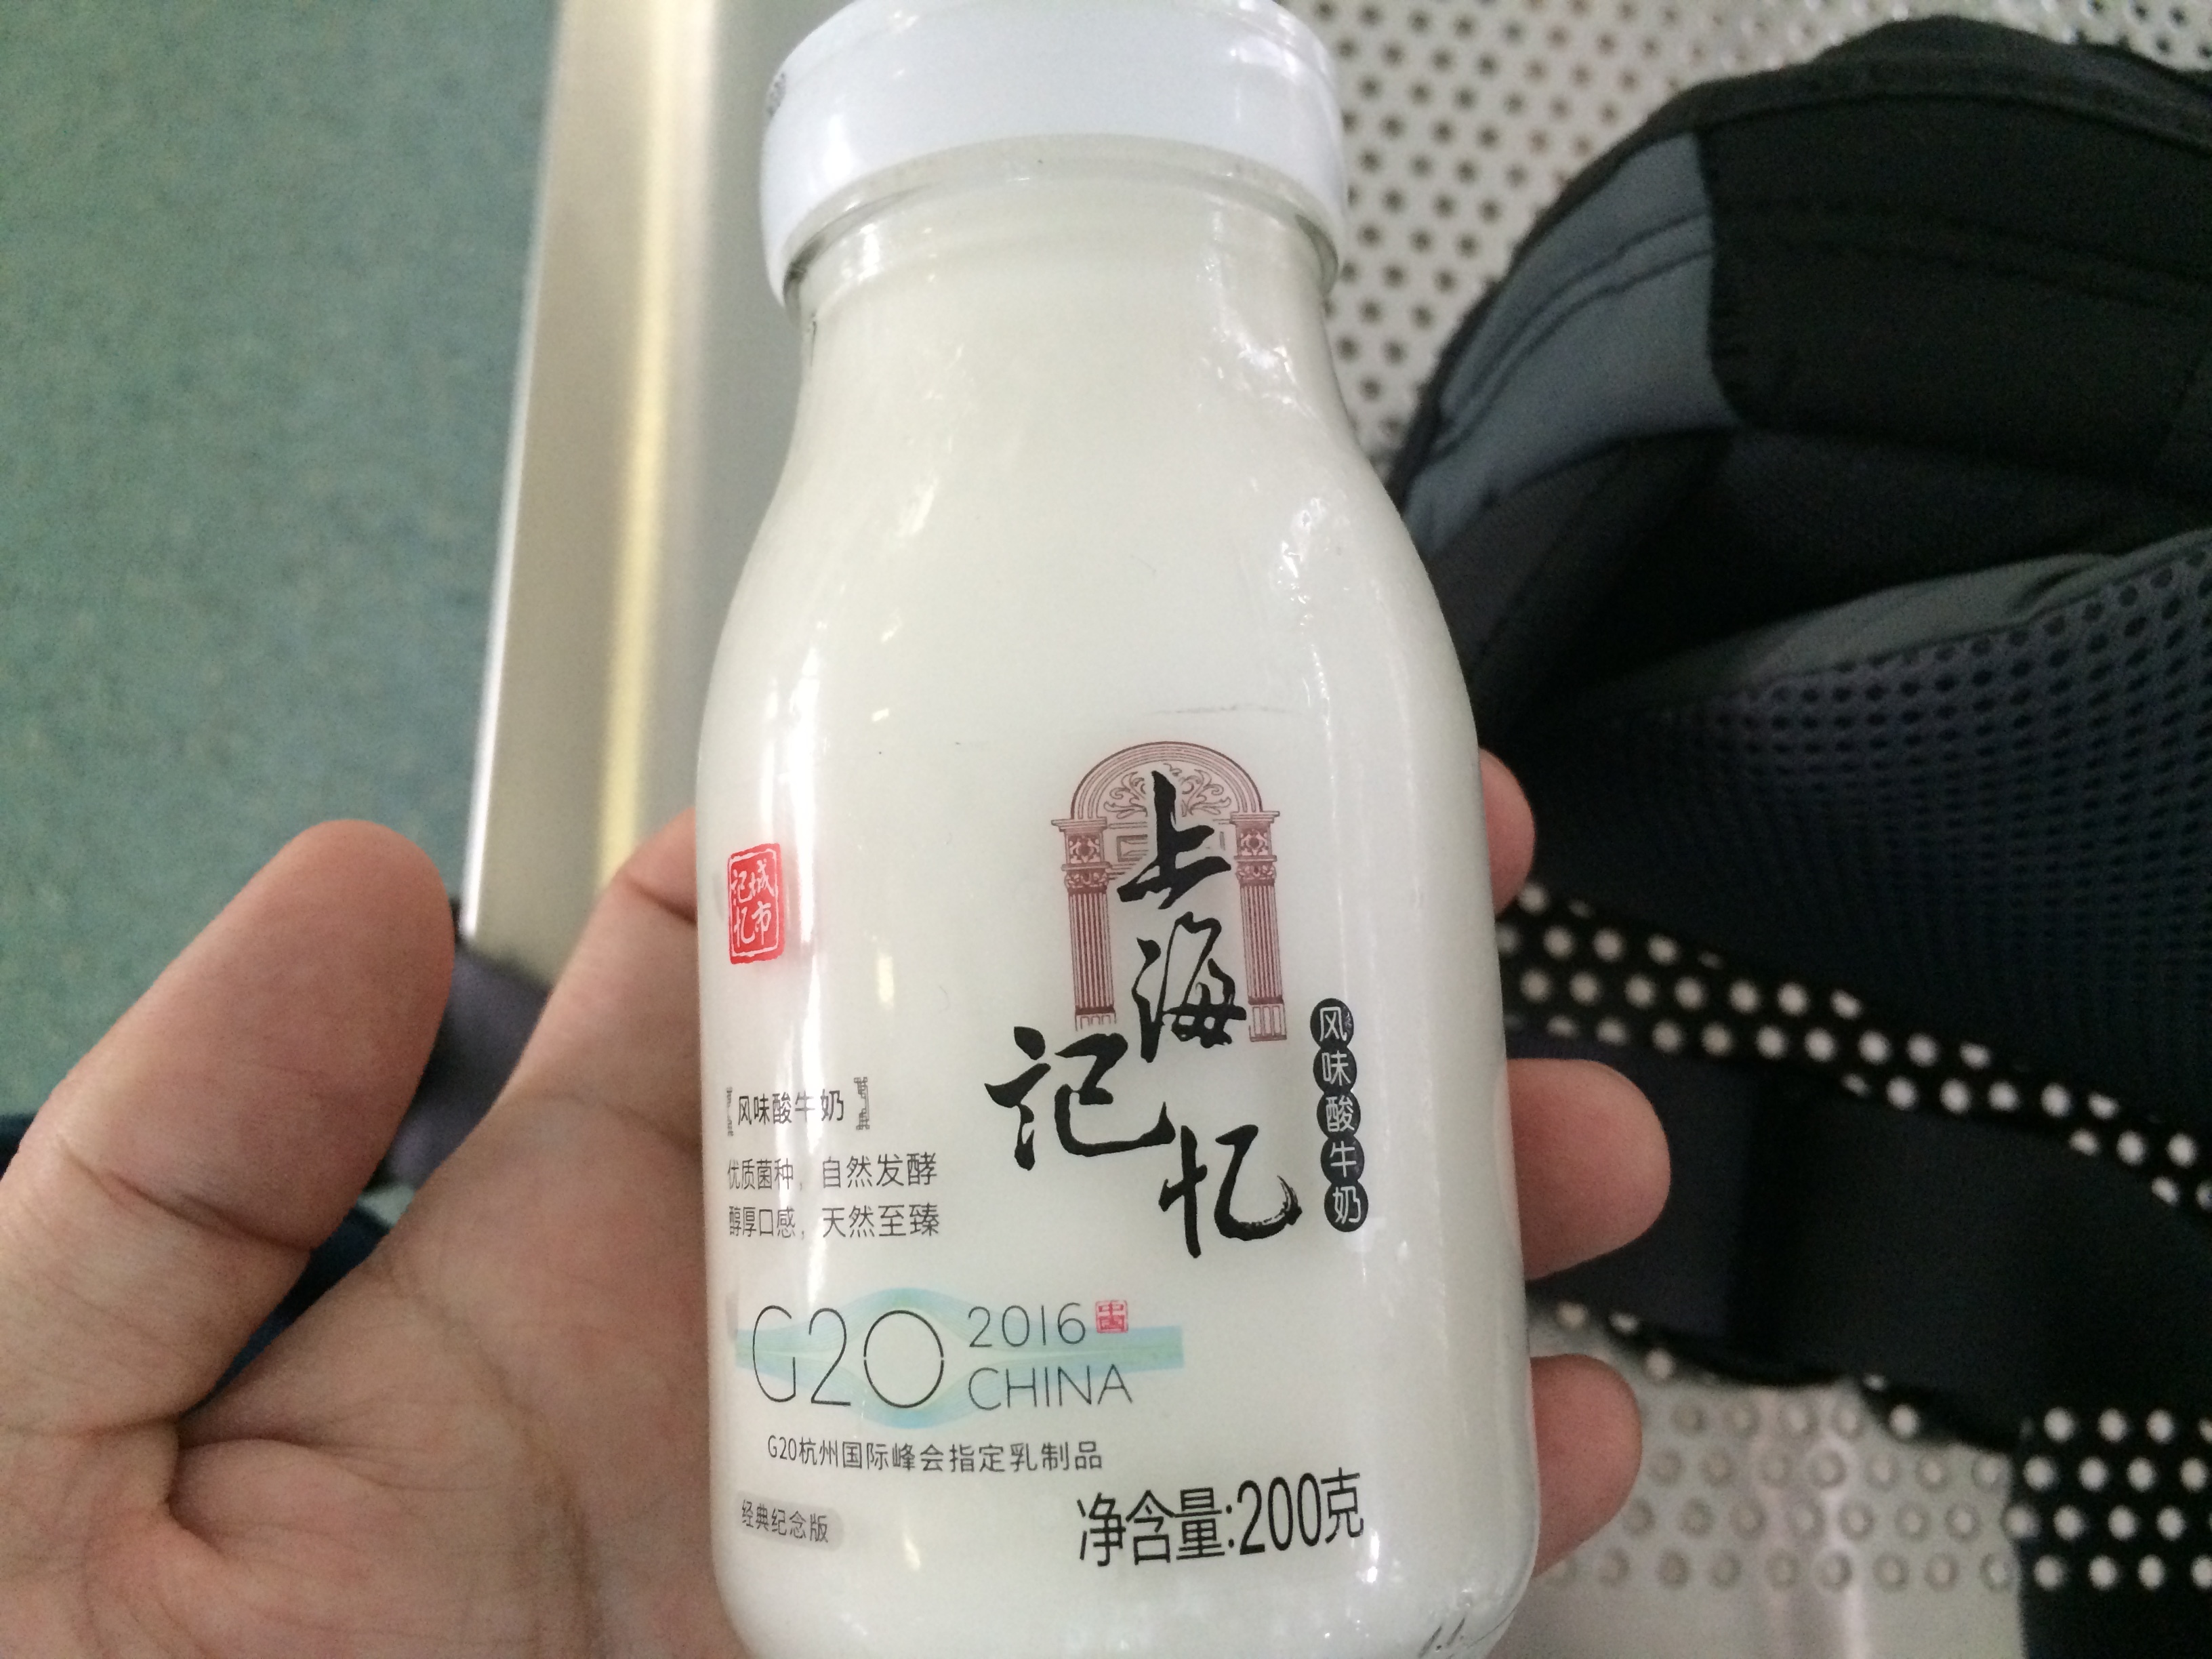 上海
记忆
风味酸牛奶
城市
记忆
【风味酸牛奶】
优质菌种，自然发酵
醇厚口感，天然至臻
G20 2016 中国
CHINA
G20杭州国际峰会指定乳制品
经典纪念版
净含量:200克